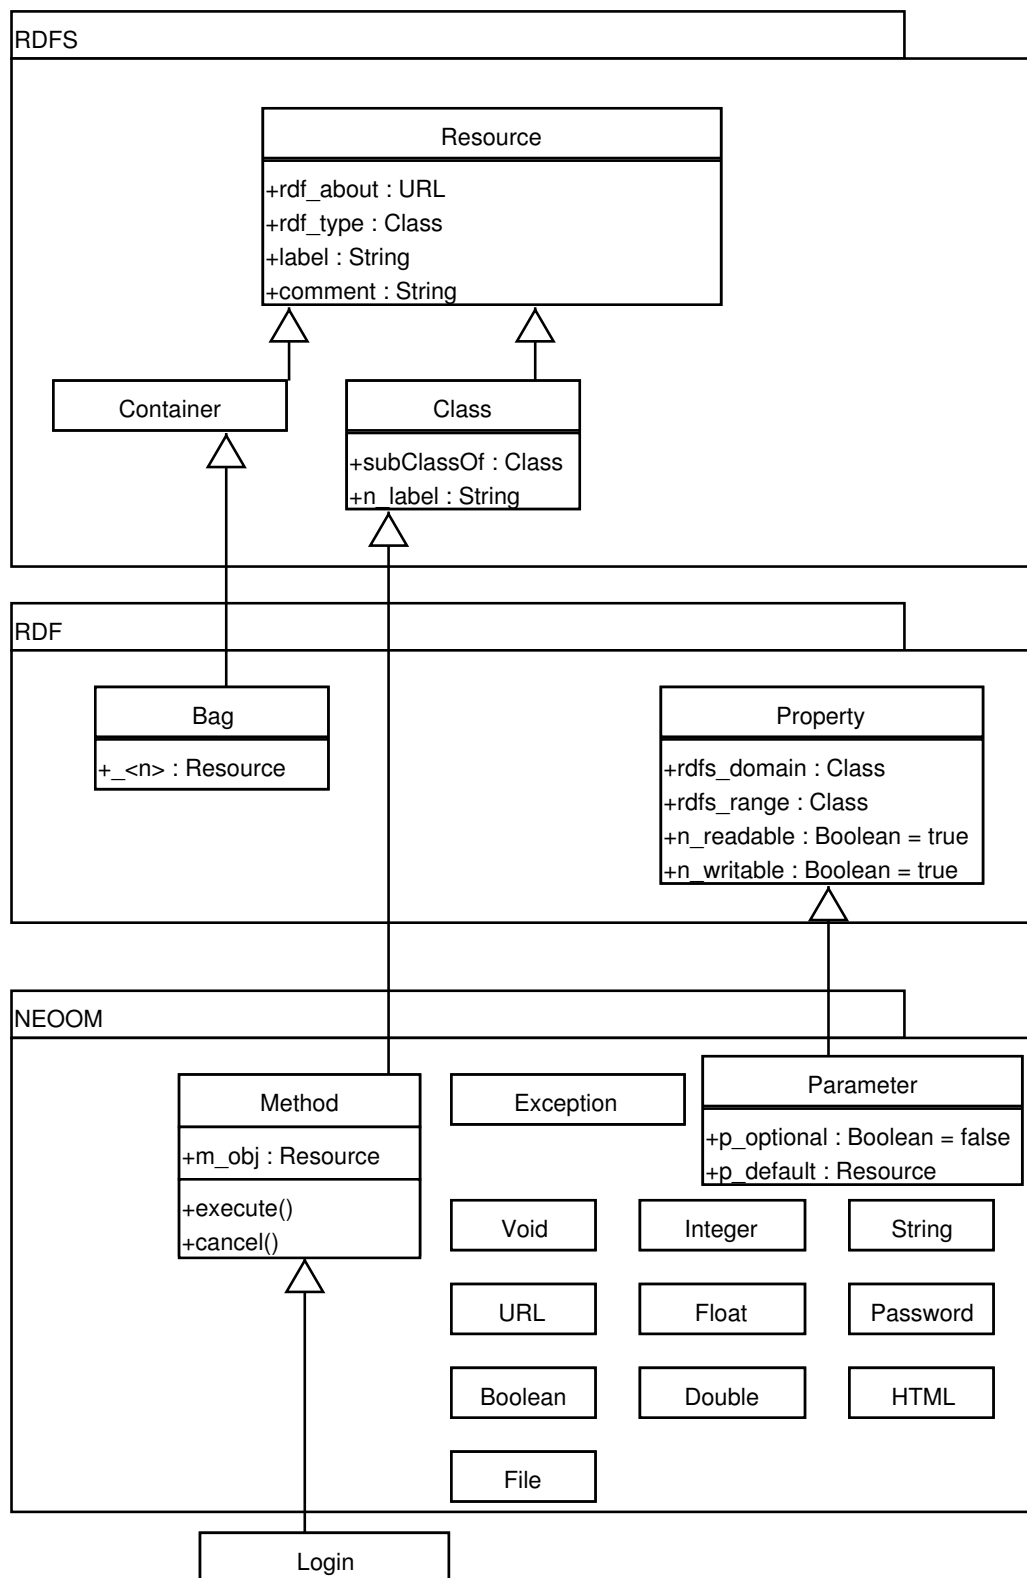 RDFS
Resource
+rdf_about : URL
+rdf_type : Class
+label : String
+comment : String
Container
Class
+subClassOf : Class
+n_label : String
RDF
Bag
+_<n> : Resource
Property
+rdfs_domain : Class
+rdfs_range : Class
+n_readable : Boolean = true
+n_writable : Boolean = true
NEOOM
Method
+m_obj : Resource
+execute()
+cancel()
Exception
Parameter
+p_optional : Boolean = false
+p_default : Resource
Void
Integer
String
URL
Float
Password
Boolean
Double
HTML
File
Login